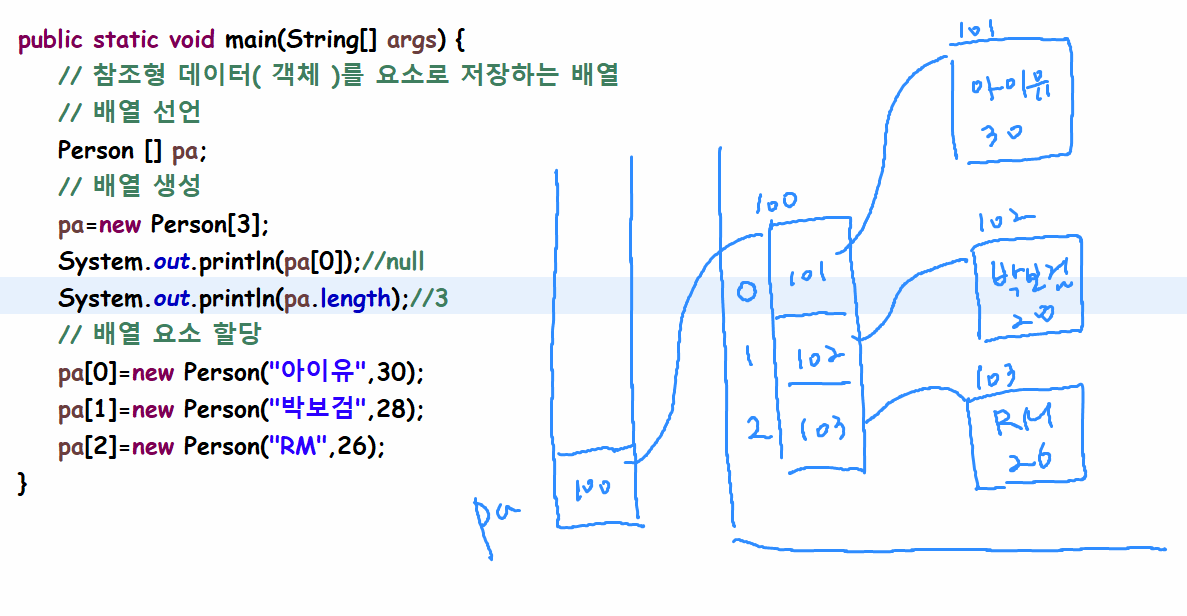 public static void main(String[] args) {
// 참조형 데이터( 객체 )를 요소로 저장하는 배열
// 배열 선언
Person [] pa;
// 배열 생성
pa=new Person[3];
System.out.println(pa[0]);//null
System.out.println(pa.length);//3
// 배열 요소 할당
pa[0]=new Person("아이유",30);
pa[1]=new Person("박보검",28);
pa[2]=new Person("RM",26);
}
pa
100
100
0
101
1
102
2
103
101
아이유
30
102
박보검
28
103
RM
26